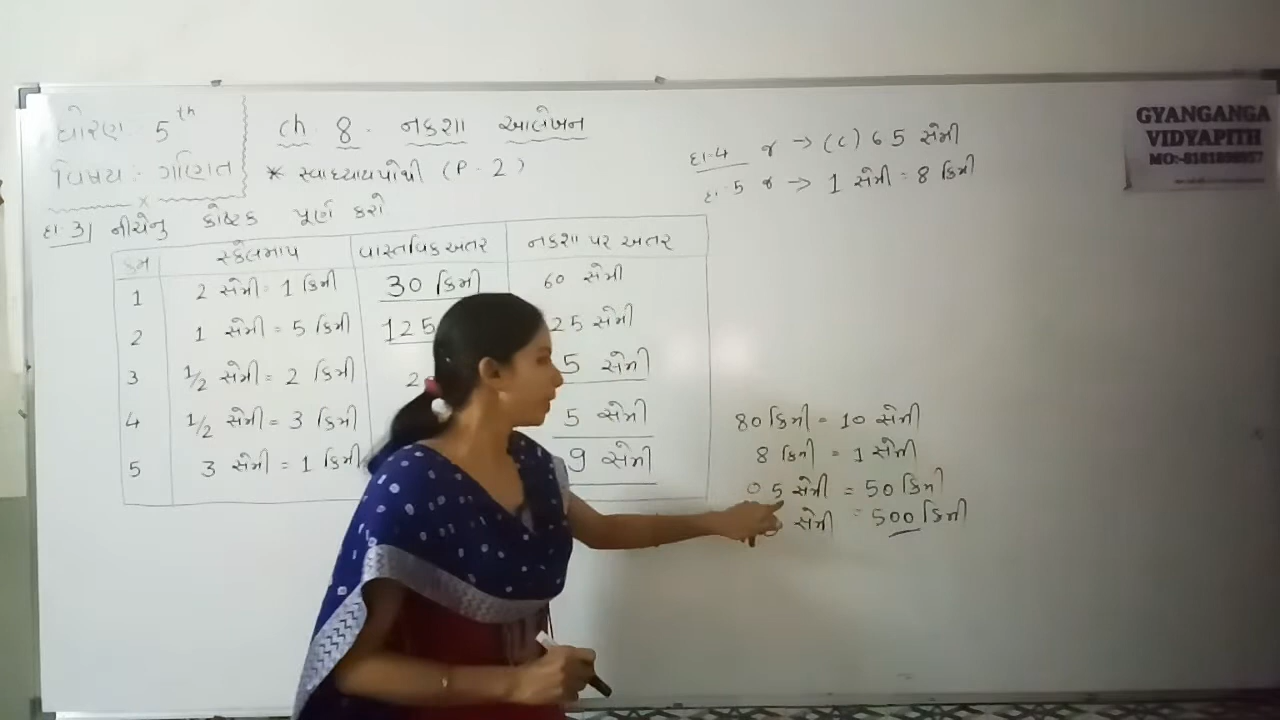 ધોરણ: 5th
વિષય:- ગણિત
ch 8. નકશા આલેખન
* સ્વાધ્યાયપોથી (P-2)
દા.3| નીચેનુ કોષ્ટક પૂર્ણ કરો
ક્રમ સ્કેલમાપ વાસ્તવિક અંતર નકશા પર અંતર
1 2 સેમી = 1 કિમી 30 કિમી 60 સેમી
2 1 સેમી = 5 કિમી 125 25 સેમી
3 1/2 સેમી = 2 કિમી 2 5 સેમી
4 1/2 સેમી = 3 કિમી 5 સેમી
5 3 સેમી = 1 કિમી 9 સેમી
દા-4 જ → (c) 65 સેમી
દા-5 જ → 1 સેમી = 8 કિમી
80 કિમી = 10 સેમી
8 કિમી = 1 સેમી
0 5 સેમી = 50 કિમી
સેમી = 500 કિમી
GYANGANGA
VIDYAPITH